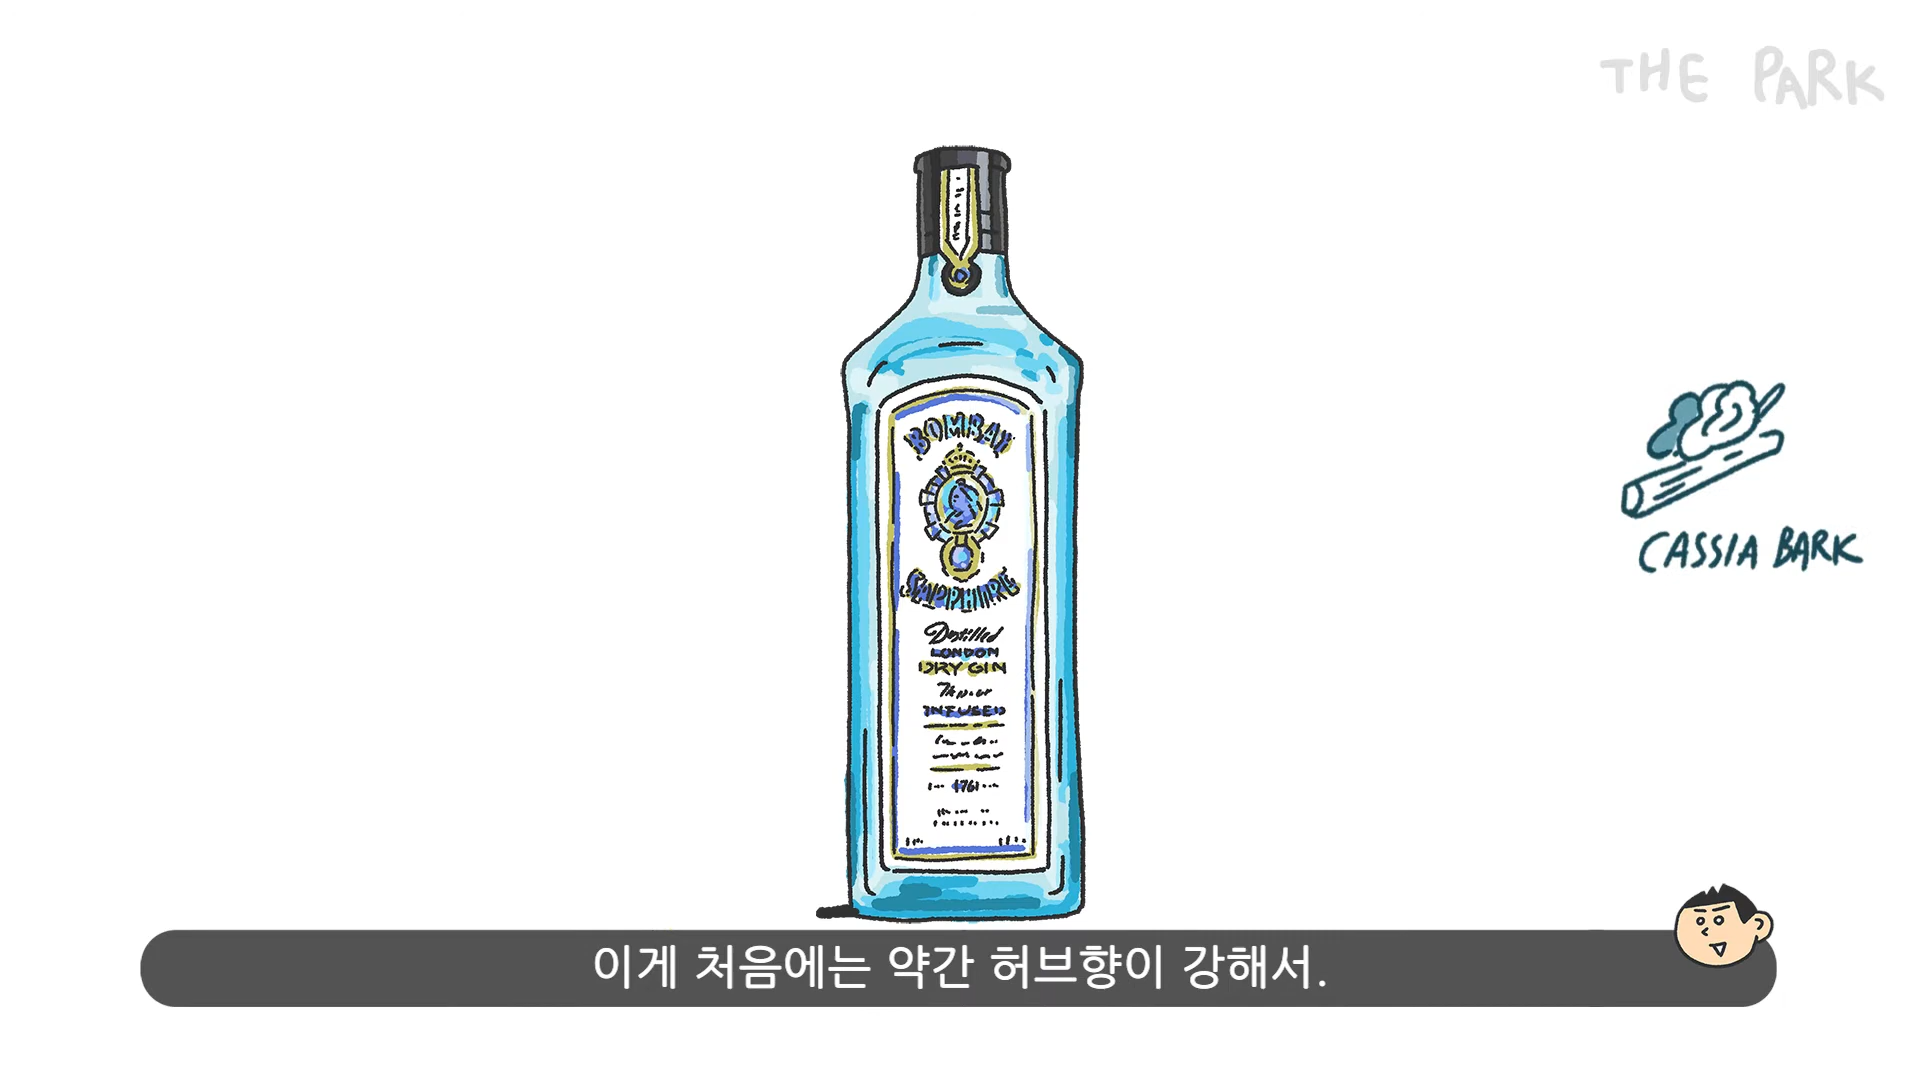 THE PARK
BOMBAY
SAPPHIRE
Distilled
LONDON
DRY GIN
INFUSED
1761
CASSIA BARK
이게 처음에는 약간 허브향이 강해서.